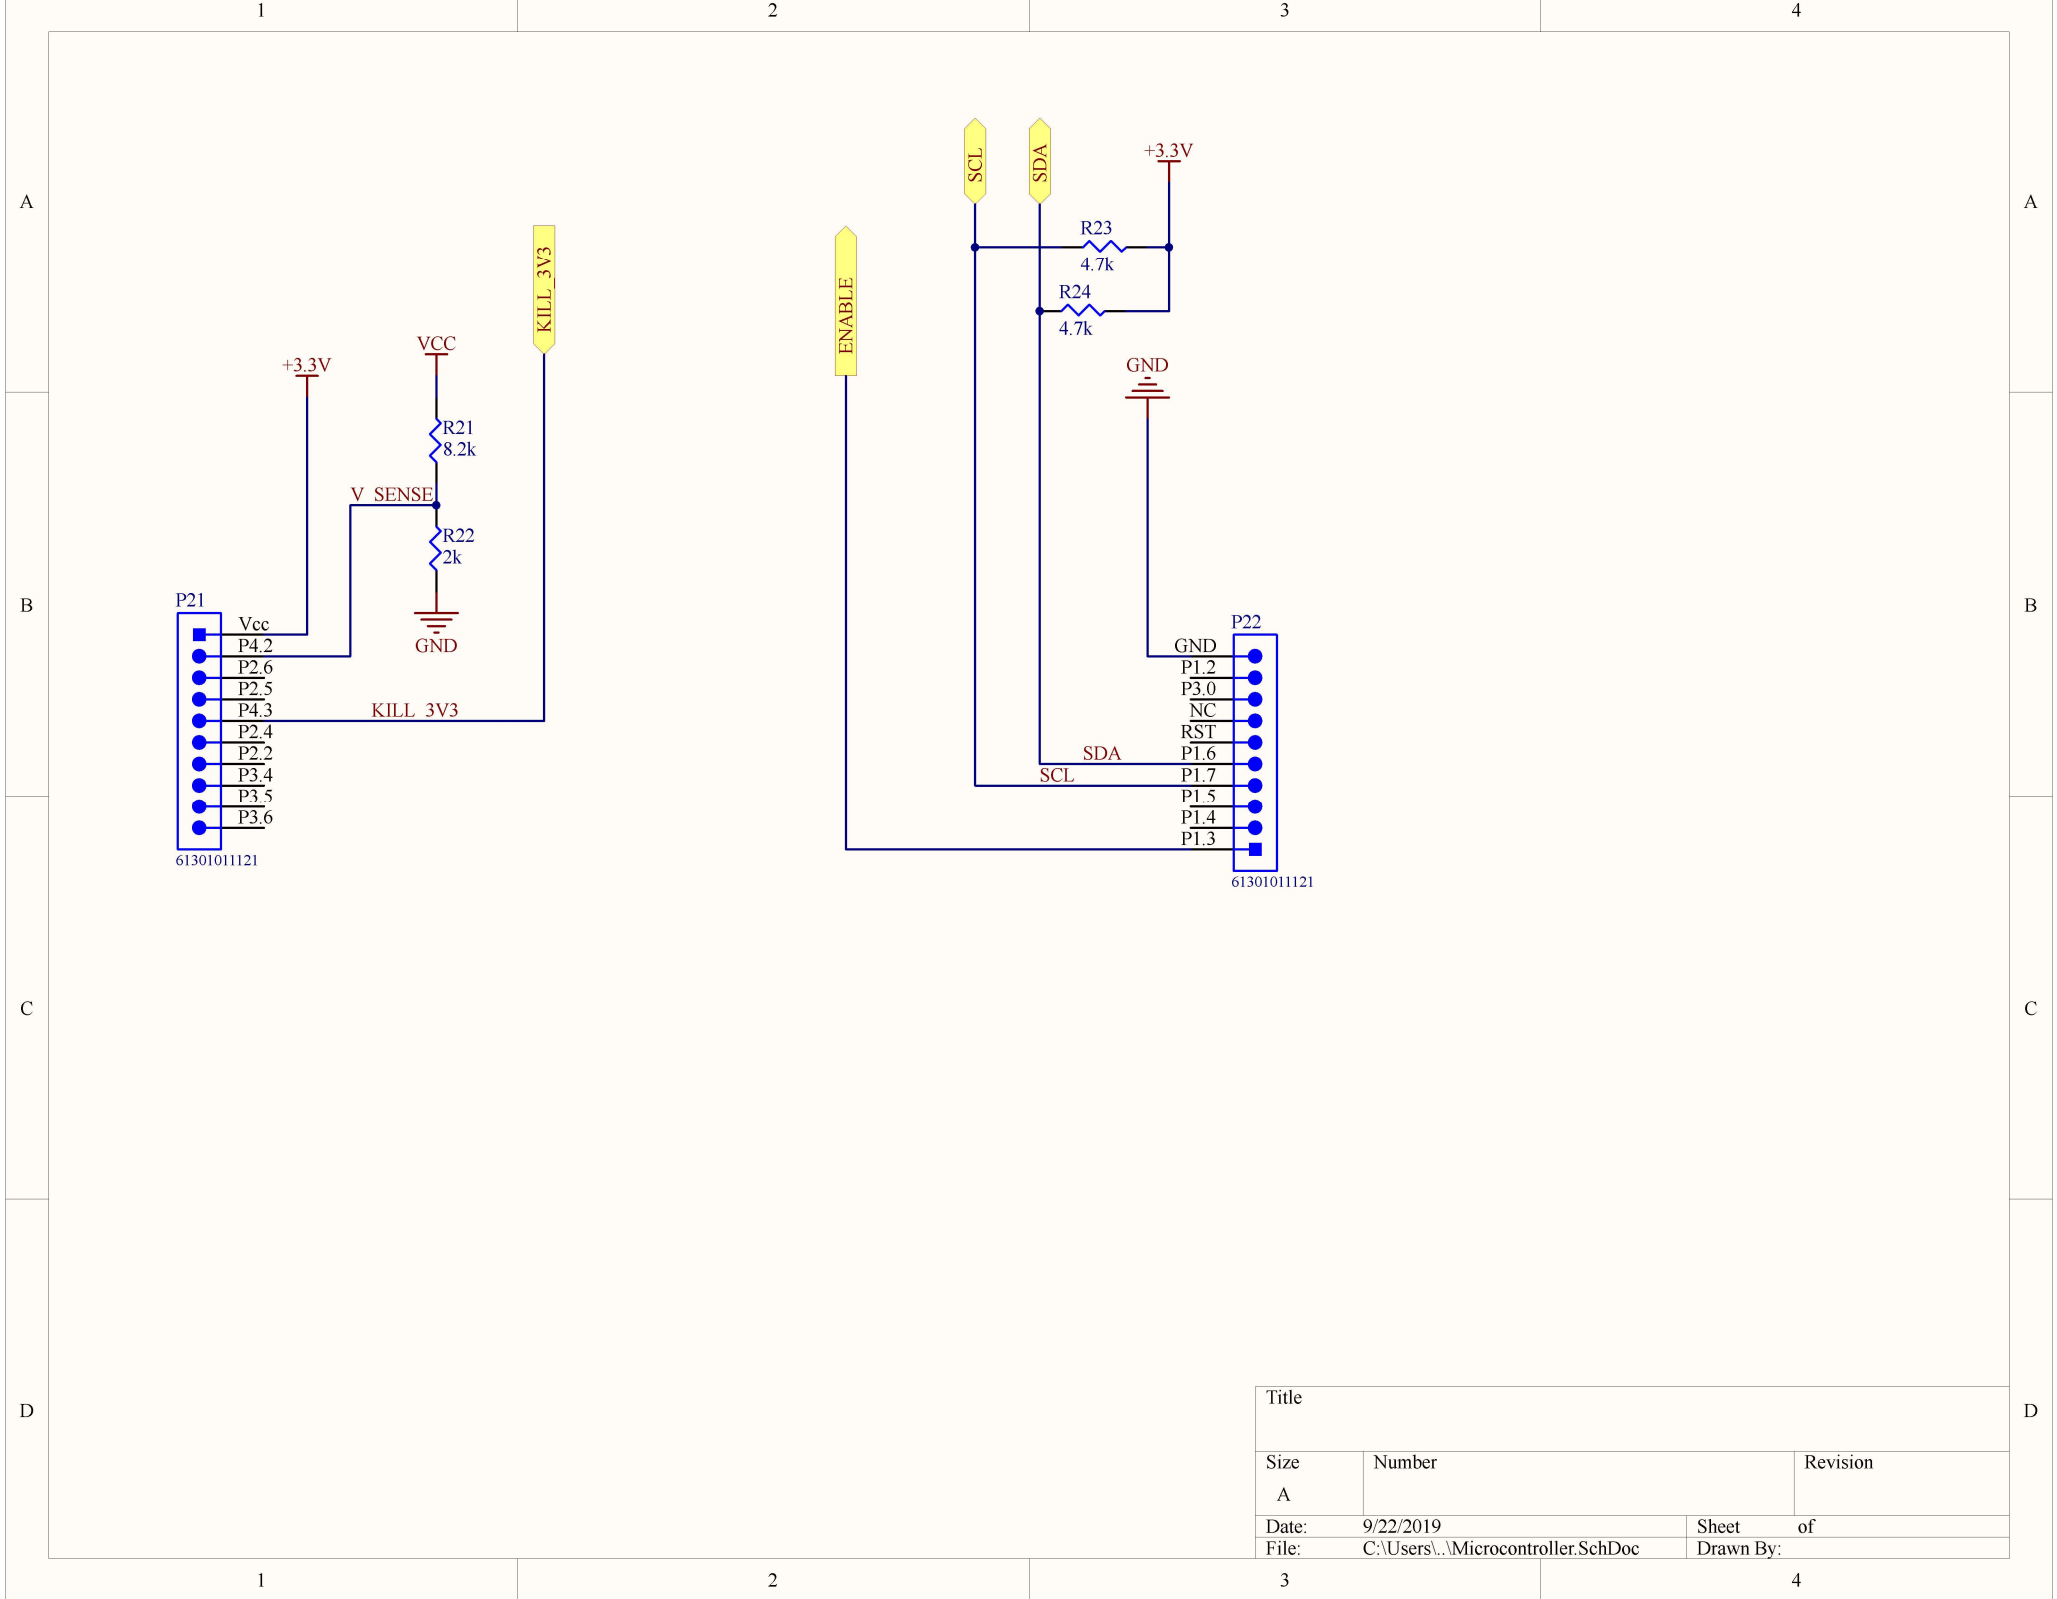 1 2 3 4
A A
SCL
SDA
+3.3V
R23
4.7k
KILL_3V3
ENABLE
R24
4.7k
VCC
+3.3V
GND
R21
8.2k
V_SENSE
R22
2k
B B
P21
Vcc
P4.2
P2.6
P2.5
P4.3
P2.4
P2.2
P3.4
P3.5
P3.6
61301011121
GND
KILL_3V3
P22
GND
P1.2
P3.0
NC
RST
P1.6
P1.7
P1.5
P1.4
P1.3
61301011121
SDA
SCL
C C
D D
Title
Size Number Revision
A
Date: 9/22/2019 Sheet of
File: C:\Users\..\Microcontroller.SchDoc Drawn By:
1 2 3 4